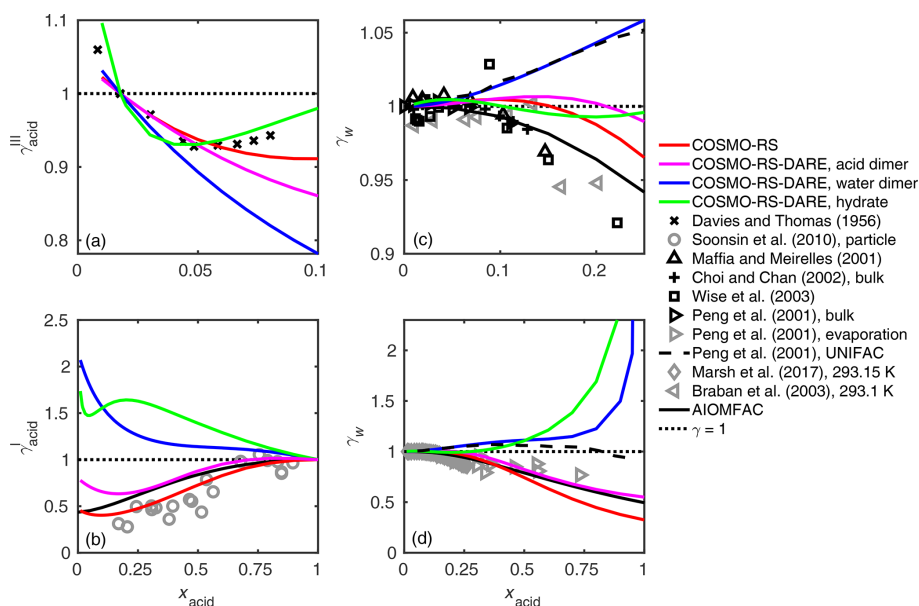 1.1
1
0.9
0.8
γ^III_acid
(a)
0
0.05
0.1
1.05
1
0.95
0.9
γ_w
(c)
0
0.1
0.2
2.5
2
1.5
1
0.5
0
γ^I_acid
(b)
0
0.25
0.5
0.75
1
x_acid
2.5
2
1.5
1
0.5
0
γ_w
(d)
0
0.25
0.5
0.75
1
x_acid
COSMO-RS
COSMO-RS-DARE, acid dimer
COSMO-RS-DARE, water dimer
COSMO-RS-DARE, hydrate
Davies and Thomas (1956)
Soonsin et al. (2010), particle
Maffia and Meirelles (2001)
Choi and Chan (2002), bulk
Wise et al. (2003)
Peng et al. (2001), bulk
Peng et al. (2001), evaporation
Peng et al. (2001), UNIFAC
Marsh et al. (2017), 293.15 K
Braban et al. (2003), 293.1 K
AIOMFAC
γ = 1